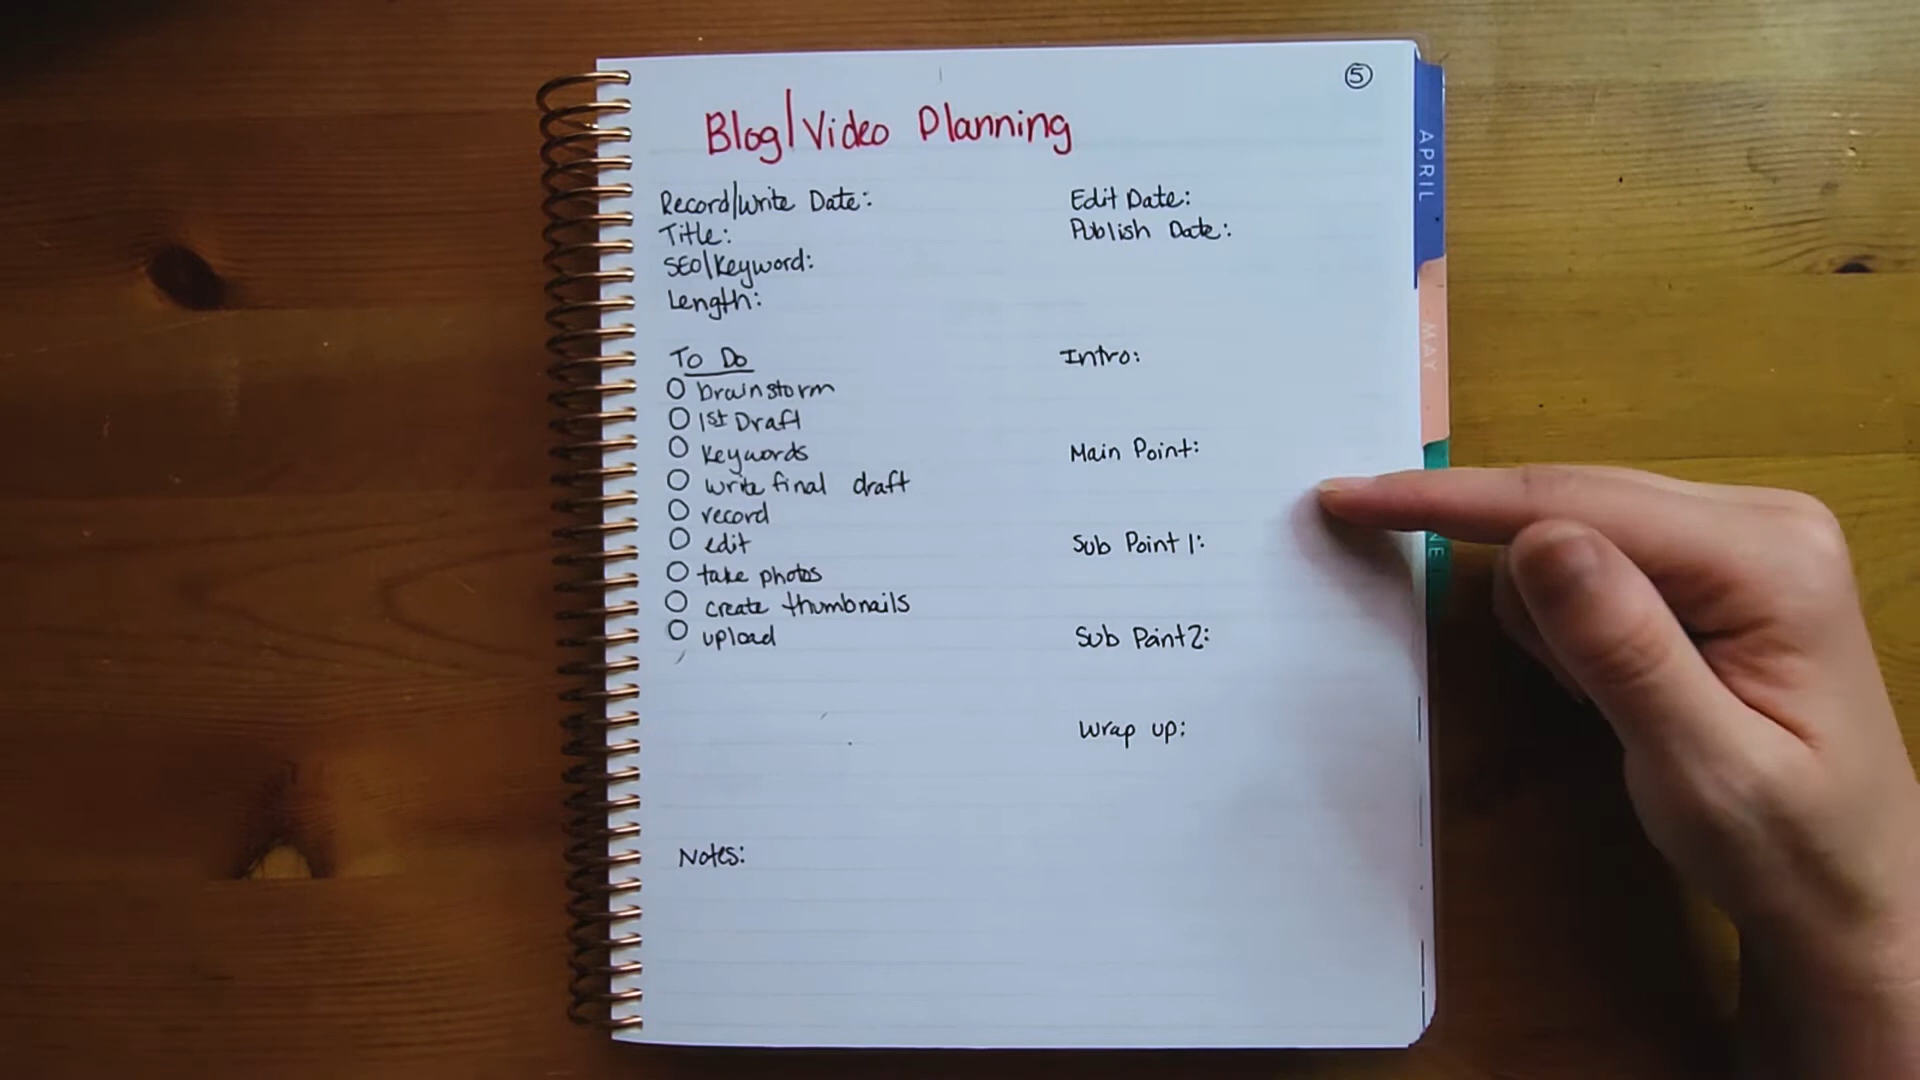 5
Blog/Video Planning
Record/Write Date:
Title:
SEO/Keyword:
Length:
Edit Date:
Publish Date:
To Do
brainstorm
1st Draft
Keywords
write final draft
record
edit
take photos
create thumbnails
upload
Intro:
Main Point:
Sub Point 1:
Sub Point 2:
Wrap up:
Notes:
APRIL
MAY
NE